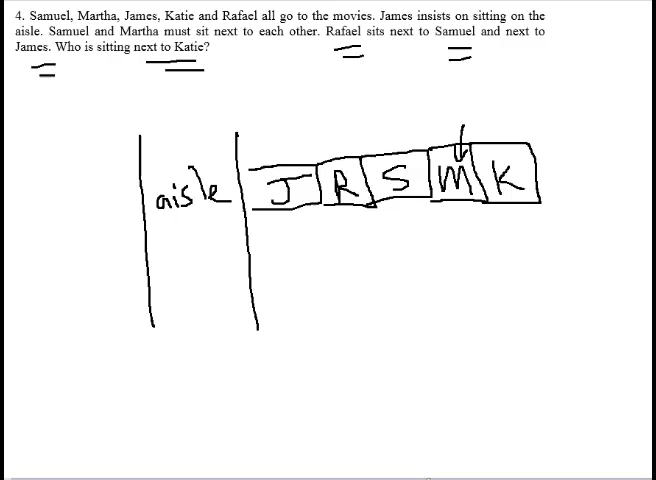 4. Samuel, Martha, James, Katie and Rafael all go to the movies. James insists on sitting on the
aisle. Samuel and Martha must sit next to each other. Rafael sits next to Samuel and next to
James. Who is sitting next to Katie?
aisle J R S M K